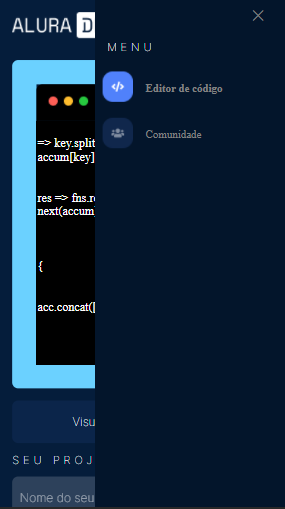 ALURA D
MENU
Editor de código
Comunidade
=> key.split
accum[key]
res => fns.re
next(accum
{
acc.concat([
Visu
SEU PROJ
Nome do seu